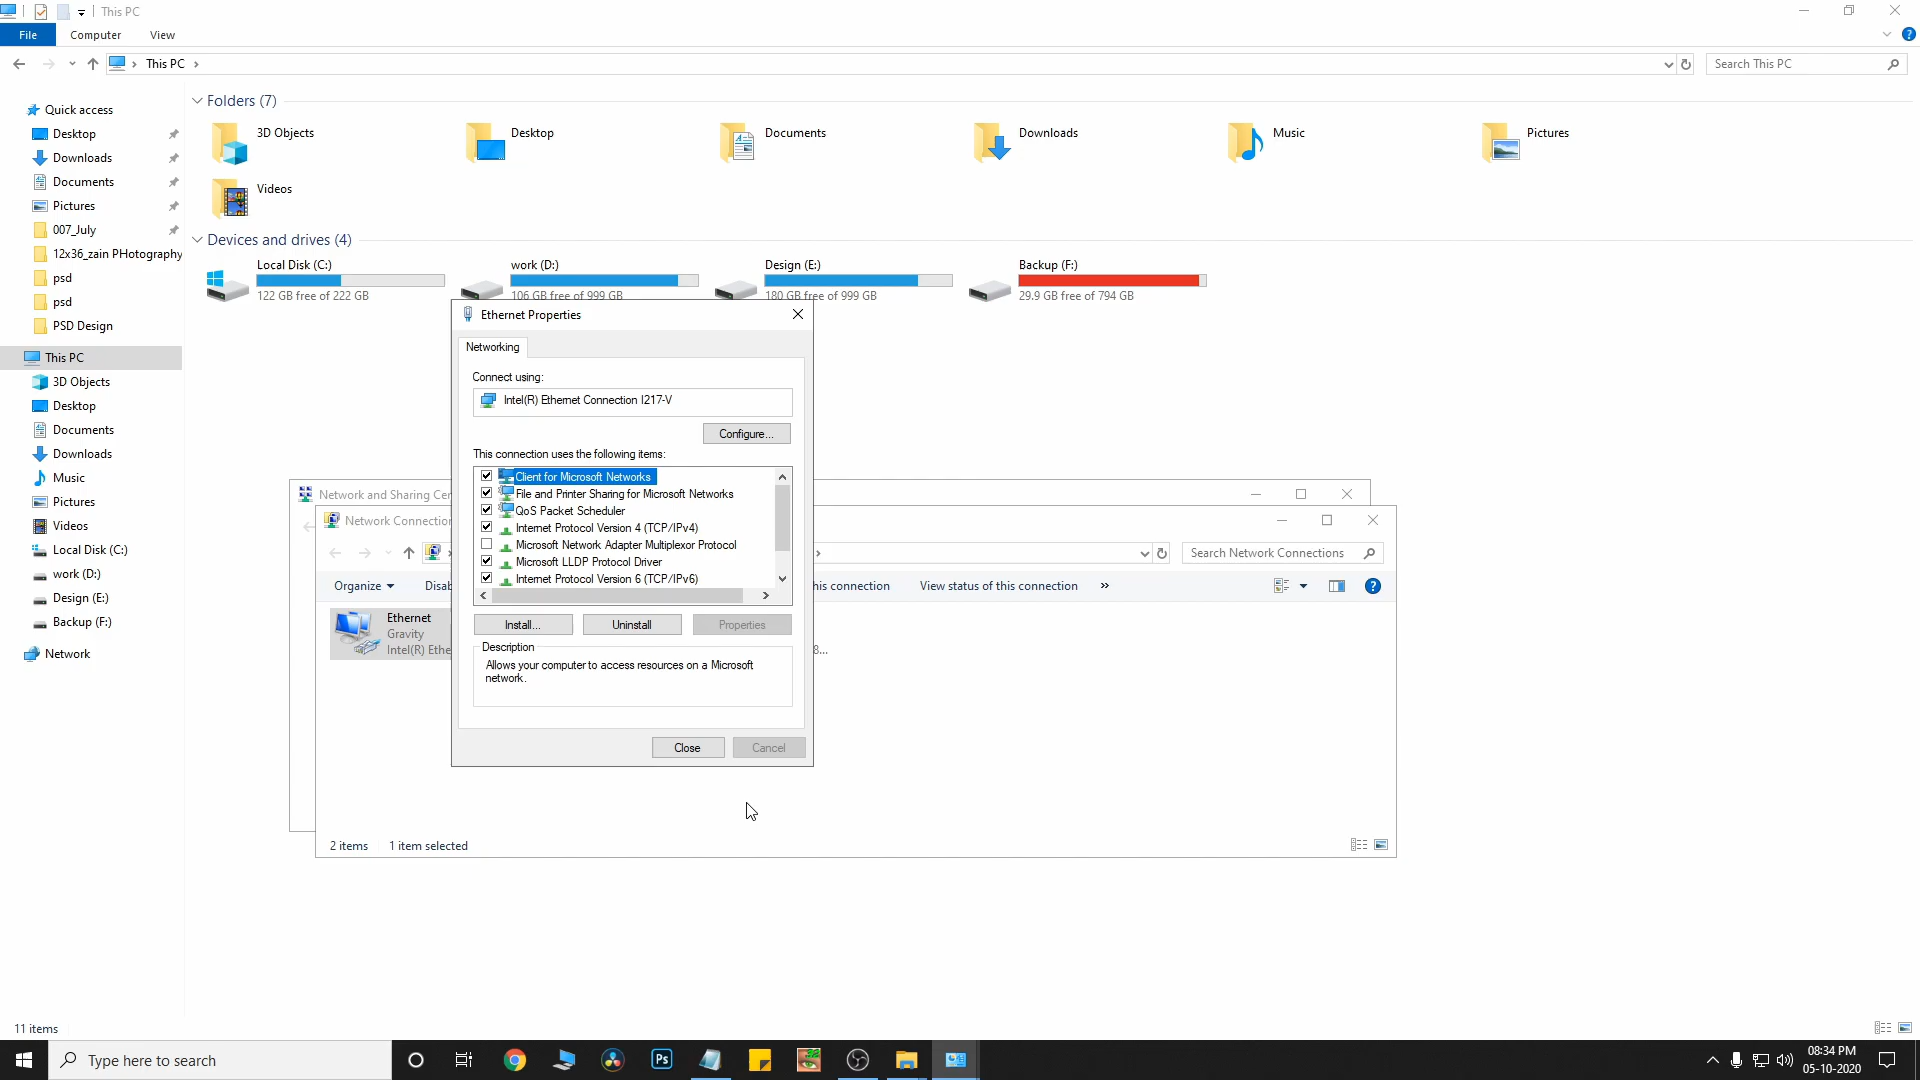 This PC
File
Computer
View
This PC
Search This PC
Quick access
Desktop
Downloads
Documents
Pictures
007_July
12x36_zain PHotography
psd
psd
PSD Design
This PC
3D Objects
Desktop
Documents
Downloads
Music
Pictures
Videos
Local Disk (C:)
work (D:)
Design (E:)
Backup (F:)
Network
Folders (7)
3D Objects
Desktop
Documents
Downloads
Music
Pictures
Videos
Devices and drives (4)
Local Disk (C:)
122 GB free of 222 GB
work (D:)
106 GB free of 999 GB
Design (E:)
180 GB free of 999 GB
Backup (F:)
29.9 GB free of 794 GB
Ethernet Properties
Networking
Connect using:
Intel(R) Ethernet Connection I217-V
Configure...
This connection uses the following items:
Client for Microsoft Networks
File and Printer Sharing for Microsoft Networks
QoS Packet Scheduler
Internet Protocol Version 4 (TCP/IPv4)
Microsoft Network Adapter Multiplexor Protocol
Microsoft LLDP Protocol Driver
Internet Protocol Version 6 (TCP/IPv6)
Install...
Uninstall
Properties
Description
Allows your computer to access resources on a Microsoft
network.
Close
Cancel
Network and Sharing Cer
Network Connection
Search Network Connections
Organize
Disab
his connection
View status of this connection
»
Ethernet
Gravity
Intel(R) Ethe
8...
2 items
1 item selected
11 items
Type here to search
Ps
08:34 PM
05-10-2020